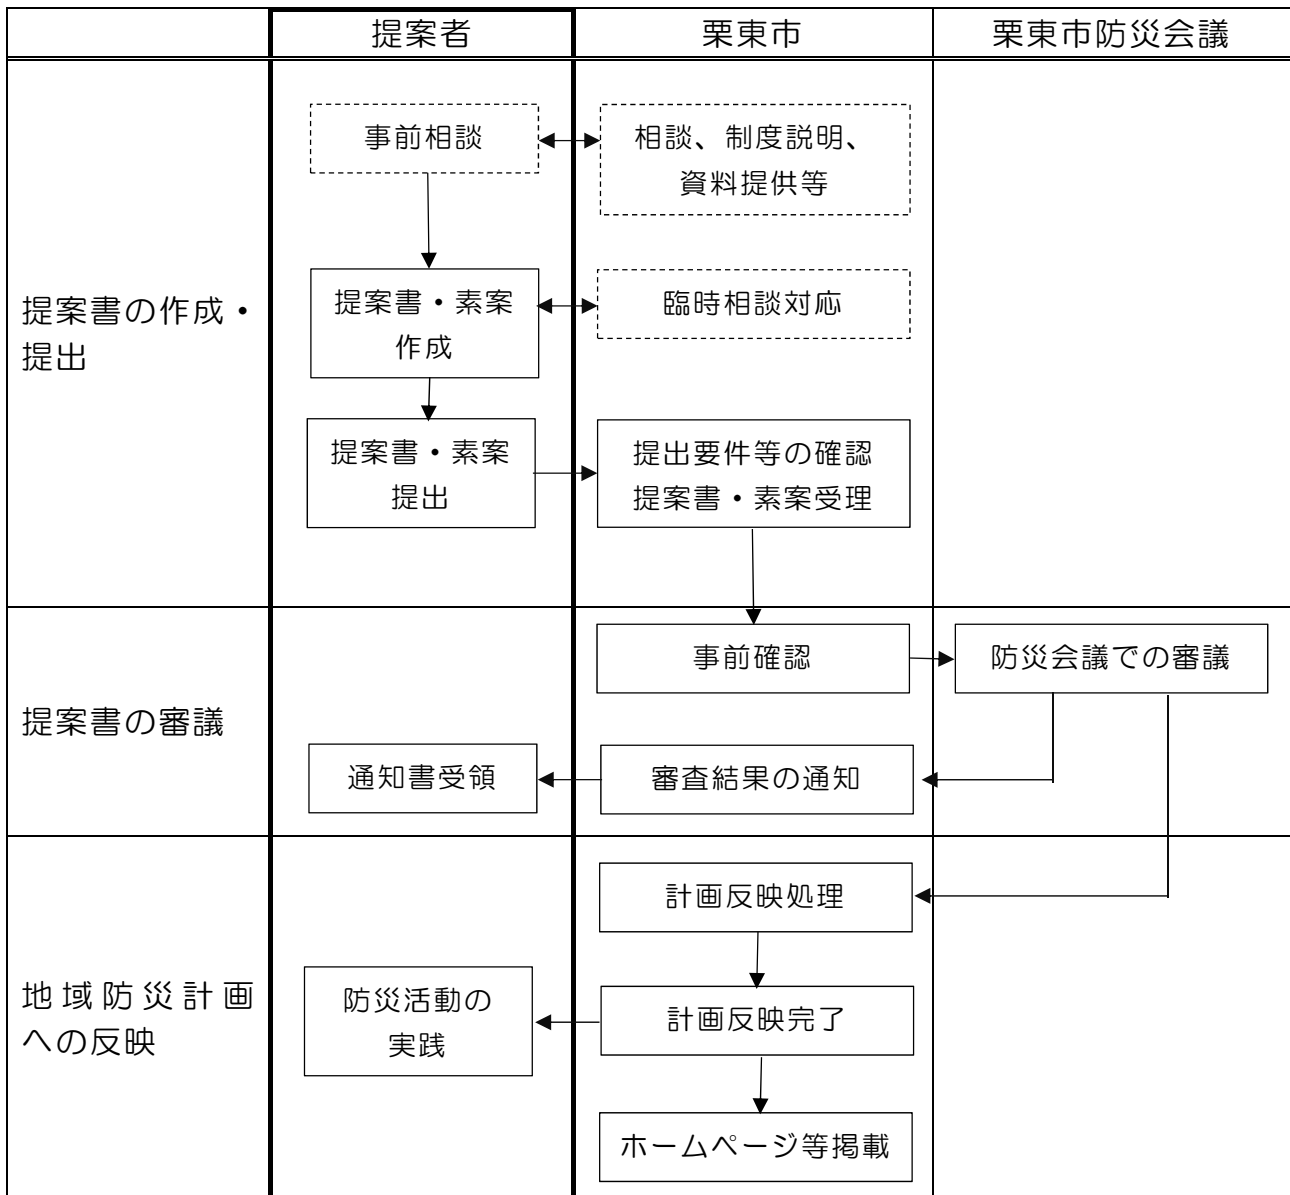 提案者
栗東市
栗東市防災会議
提案書の作成・
提出
事前相談
相談、制度説明、
資料提供等
提案書・素案
作成
臨時相談対応
提案書・素案
提出
提出要件等の確認
提案書・素案受理
提案書の審議
事前確認
防災会議での審議
通知書受領
審査結果の通知
地域防災計画
への反映
計画反映処理
防災活動の
実践
計画反映完了
ホームページ等掲載